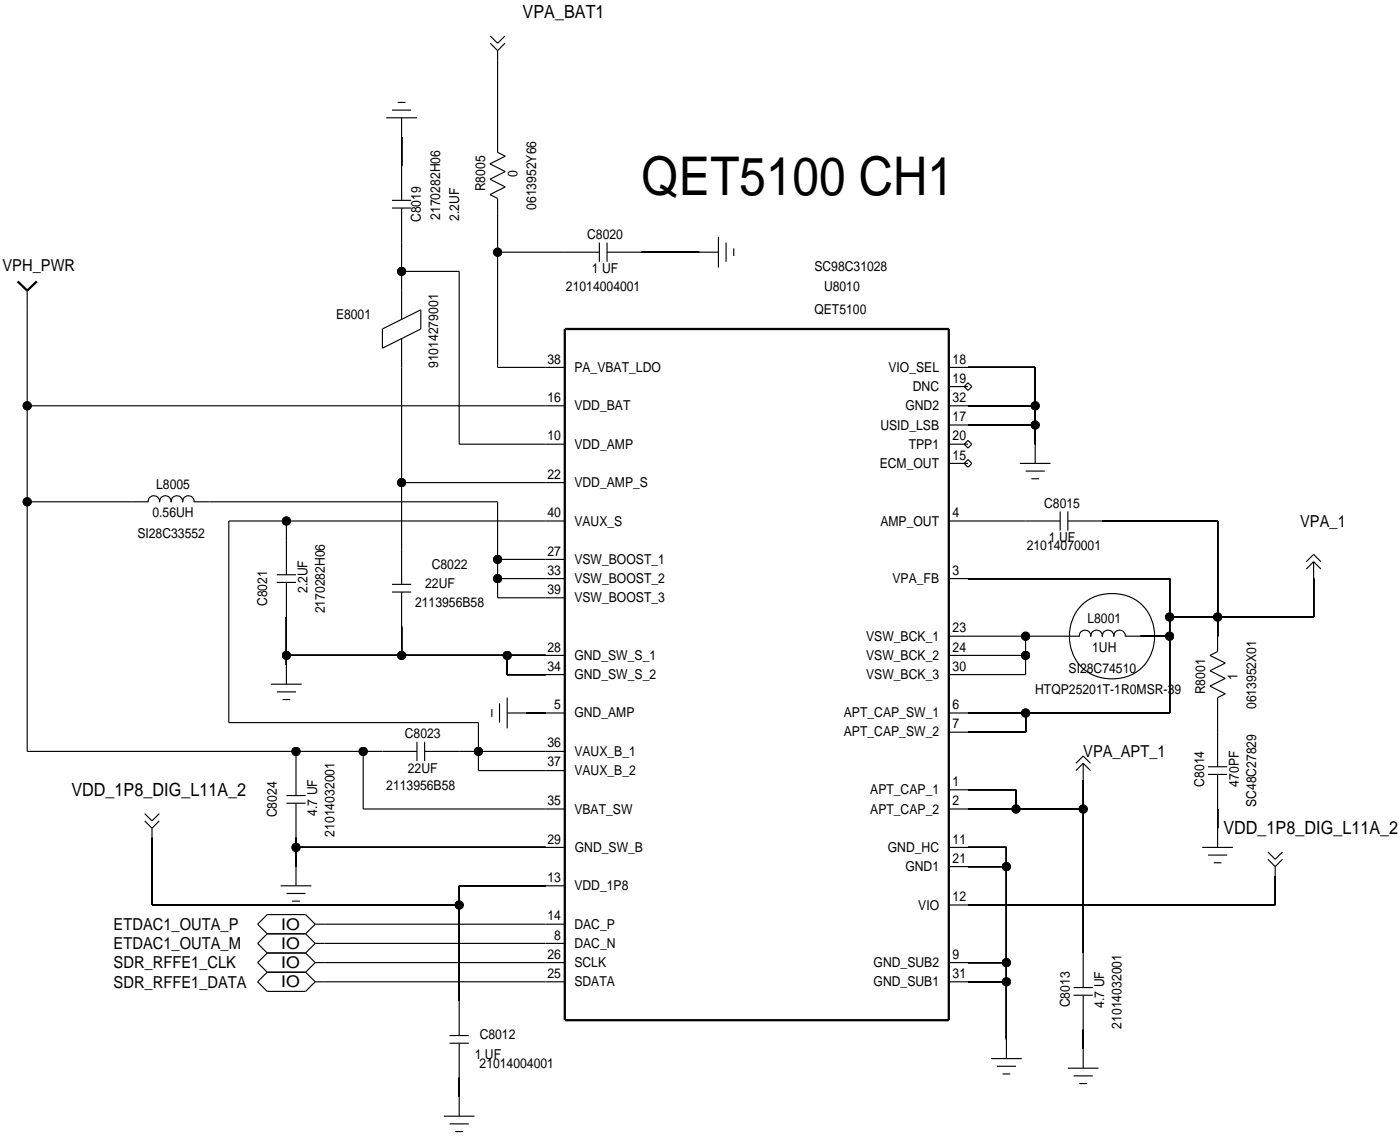 VPA_BAT1
QET5100 CH1
R8005
0
0613952Y66
C8019
2170282H06
2.2UF
C8020
1 UF
21014004001
VPH_PWR
SC98C31028
U8010
QET5100
E8001
91014279001
38 PA_VBAT_LDO
16 VDD_BAT
10 VDD_AMP
22 VDD_AMP_S
40 VAUX_S
27 VSW_BOOST_1
33 VSW_BOOST_2
39 VSW_BOOST_3
28 GND_SW_S_1
34 GND_SW_S_2
5 GND_AMP
36 VAUX_B_1
37 VAUX_B_2
35 VBAT_SW
29 GND_SW_B
13 VDD_1P8
14 DAC_P
8 DAC_N
26 SCLK
25 SDATA
VIO_SEL 18
DNC 19
GND2 32
USID_LSB 17
TPP1 20
ECM_OUT 15
AMP_OUT 4
VPA_FB 3
VSW_BCK_1 23
VSW_BCK_2 24
VSW_BCK_3 30
APT_CAP_SW_1 6
APT_CAP_SW_2 7
APT_CAP_1 1
APT_CAP_2 2
GND_HC 11
GND1 21
VIO 12
GND_SUB2 9
GND_SUB1 31
L8005
0.56UH
SI28C33552
C8021
2.2UF
2170282H06
C8022
22UF
2113956B58
C8023
22UF
2113956B58
C8024
4.7 UF
21014032001
VDD_1P8_DIG_L11A_2
ETDAC1_OUTA_P IO
ETDAC1_OUTA_M IO
SDR_RFFE1_CLK IO
SDR_RFFE1_DATA IO
C8012
1 UF
21014004001
C8015
1 UF
21014070001
VPA_1
L8001
1UH
SI28C74510
HTQP25201T-1R0MSR-39
R8001
1
0613952X01
C8014
470PF
SC48C27829
VPA_APT_1
VDD_1P8_DIG_L11A_2
C8013
4.7 UF
21014032001